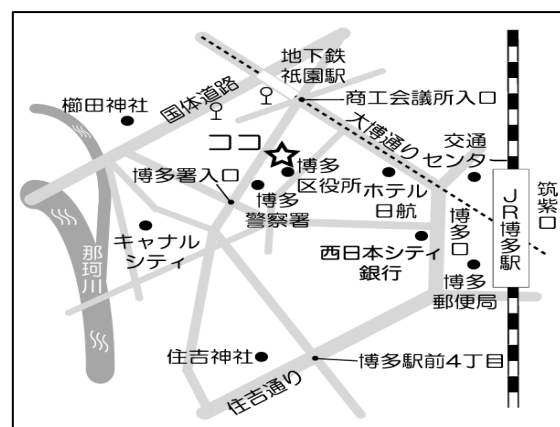 地下鉄
祇園駅
商工会議所入口
国体道路
櫛田神社
大博通り
交通
センター
ココ
博多
区役所
博多署入口
博多
警察署
ホテル
日航
筑紫口
JR博多駅
博多口
キャナル
シティ
西日本シティ
銀行
那珂川
博多
郵便局
住吉神社
博多駅前4丁目
住吉通り